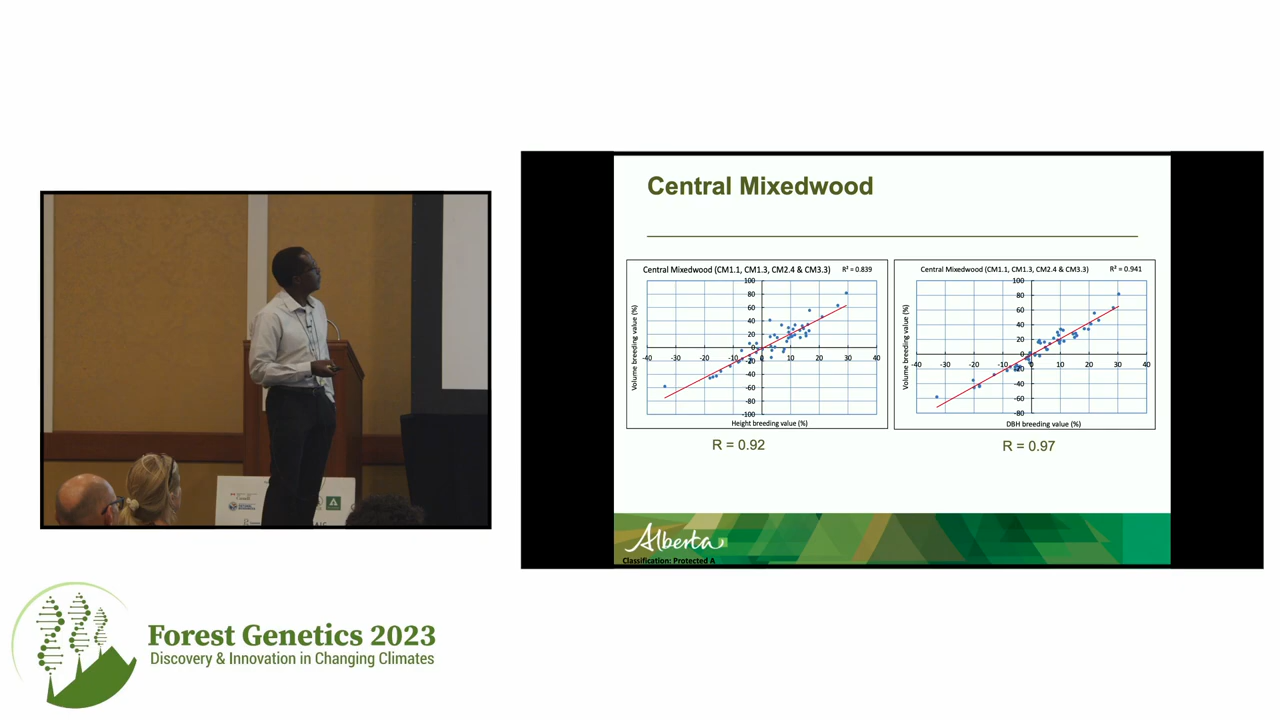 Central Mixedwood
Central Mixedwood (CM1.1, CM1.3, CM2.4 & CM3.3)
R² = 0.839
Volume breeding value (%)
100
80
60
40
20
0
-20
-40
-60
-80
-100
-40 -30 -20 -10 0 10 20 30 40
Height breeding value (%)
R = 0.92
Central Mixedwood (CM1.1, CM1.3, CM2.4 & CM3.3)
R² = 0.941
Volume breeding value (%)
100
80
60
40
20
0
-20
-40
-60
-80
-40 -30 -20 -10 0 10 20 30 40
DBH breeding value (%)
R = 0.97
Alberta
Classification: Protected A
Forest Genetics 2023
Discovery & Innovation in Changing Climates